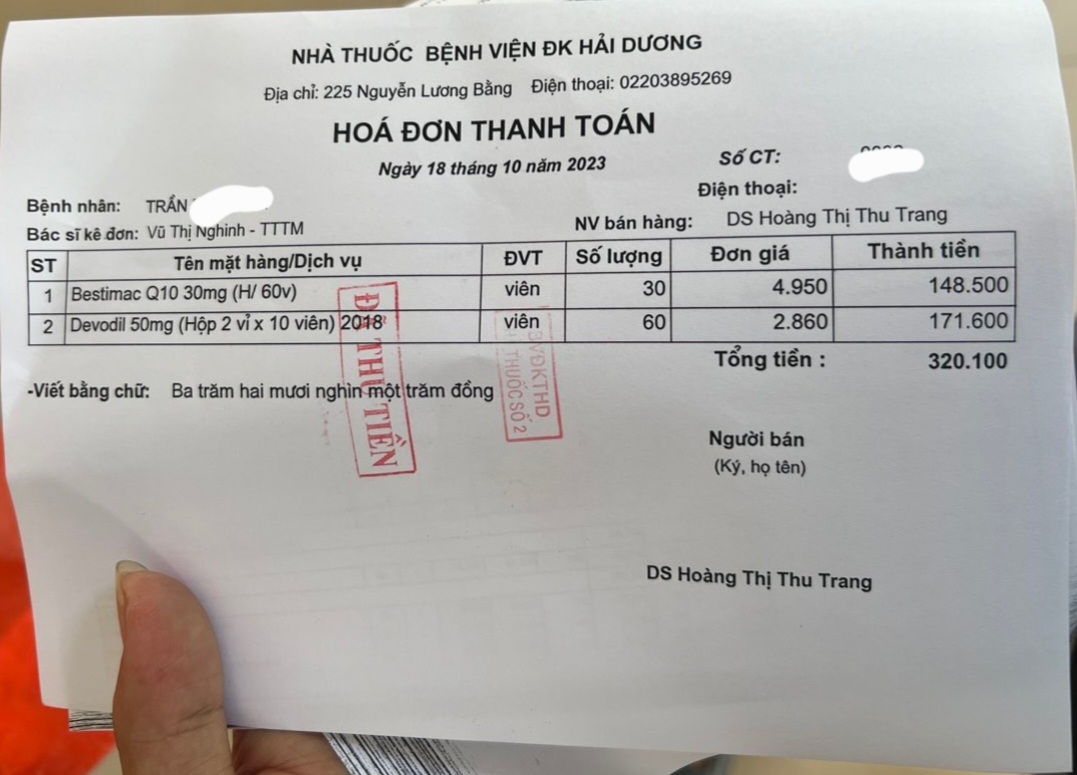 NHÀ THUỐC BỆNH VIỆN ĐK HẢI DƯƠNG
Địa chỉ: 225 Nguyễn Lương Bằng Điện thoại: 02203895269
HOÁ ĐƠN THANH TOÁN
Ngày 18 tháng 10 năm 2023
Số CT:
Điện thoại:
Bệnh nhân: TRẦN
Bác sĩ kê đơn: Vũ Thị Nghinh - TTTM
NV bán hàng: DS Hoàng Thị Thu Trang
ST Tên mặt hàng/Dịch vụ ĐVT Số lượng Đơn giá Thành tiền
1 Bestimac Q10 30mg (H/ 60v) viên 30 4.950 148.500
2 Devodil 50mg (Hộp 2 vỉ x 10 viên) 2018 viên 60 2.860 171.600
Tổng tiền : 320.100
-Viết bằng chữ: Ba trăm hai mươi nghìn một trăm đồng
ĐÃ THU TIỀN
BVĐKTHD
THUỐC SỐ 2
Người bán
(Ký, họ tên)
DS Hoàng Thị Thu Trang